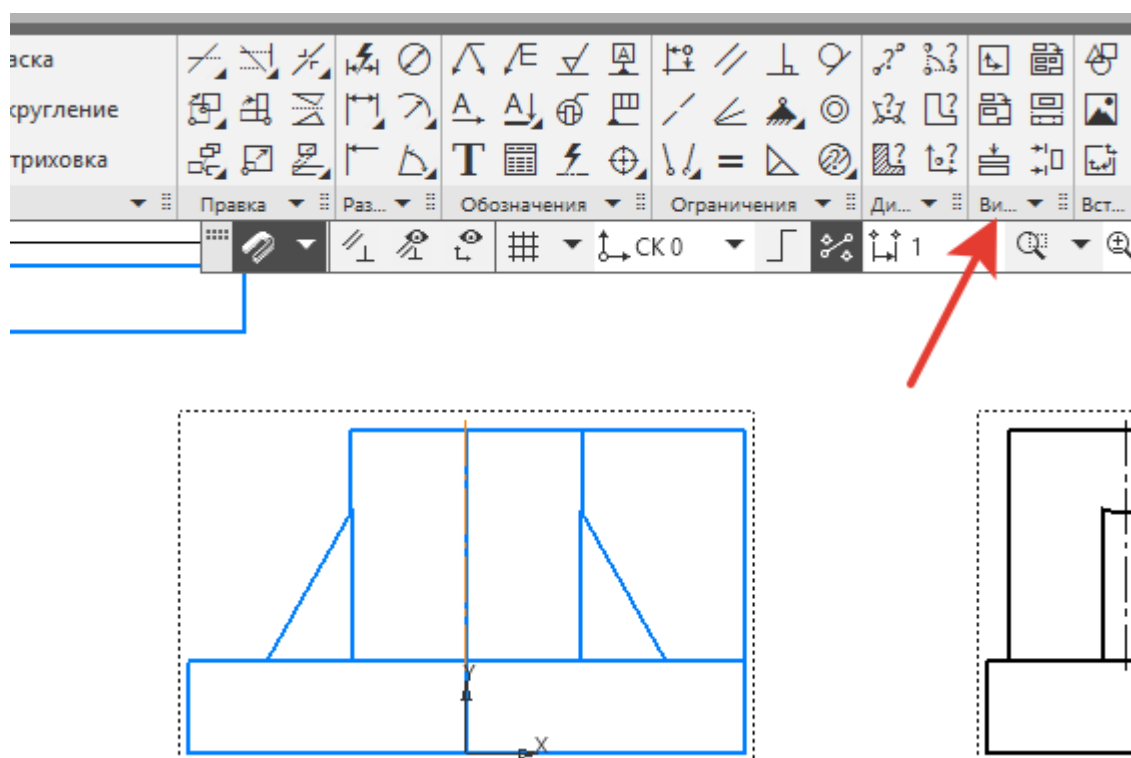 аска
кругление
триховка
Правка Раз... Обозначения Ограничения Ди... Ви... Вст...
СК 0 1
Y
X